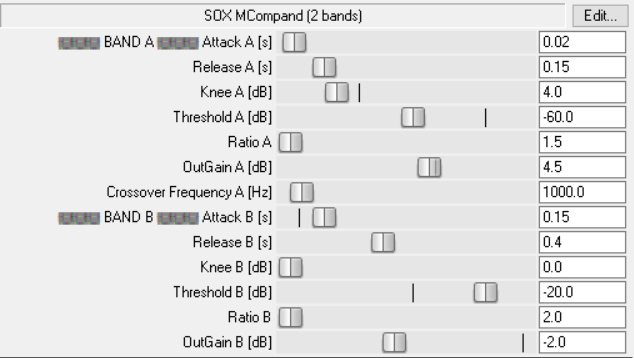 SOX MCompand (2 bands) Edit...
BAND A Attack A [s] 0.02
Release A [s] 0.15
Knee A [dB] 4.0
Threshold A [dB] -60.0
Ratio A 1.5
OutGain A [dB] 4.5
Crossover Frequency A [Hz] 1000.0
BAND B Attack B [s] 0.15
Release B [s] 0.4
Knee B [dB] 0.0
Threshold B [dB] -20.0
Ratio B 2.0
OutGain B [dB] -2.0